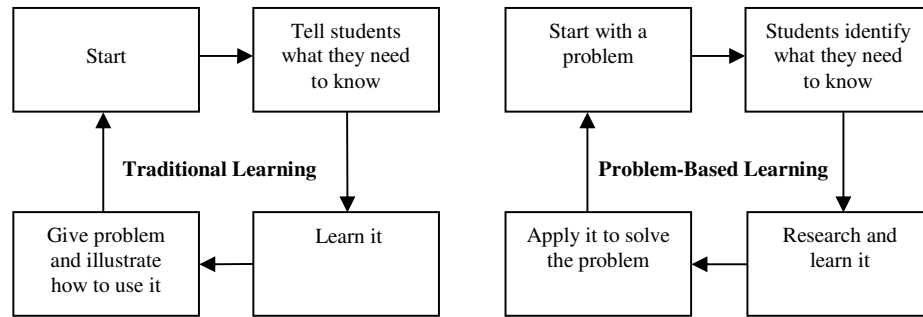 Start
Tell students
what they need
to know
Traditional Learning
Give problem
and illustrate
how to use it
Learn it
Start with a
problem
Students identify
what they need
to know
Problem-Based Learning
Apply it to solve
the problem
Research and
learn it